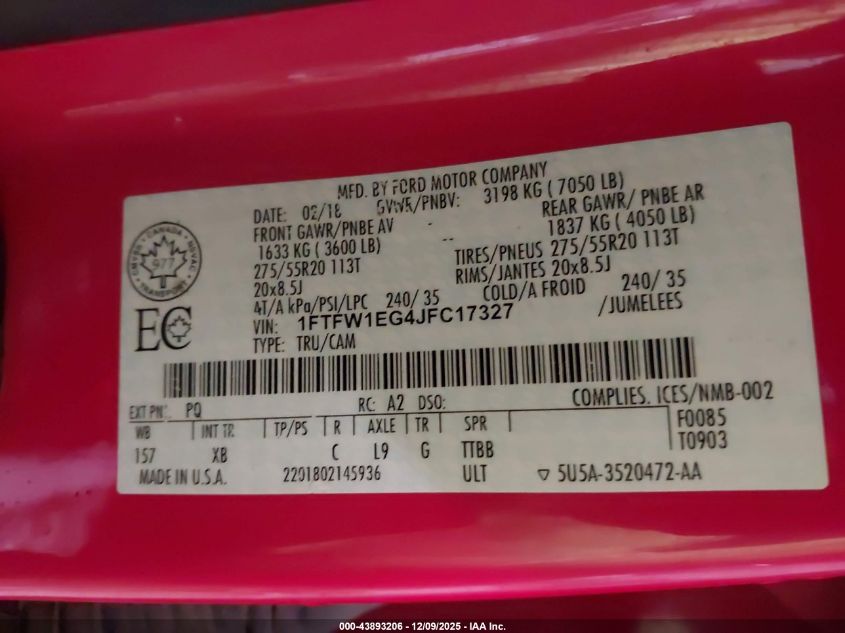 MFD. BY FORD MOTOR COMPANY
DATE: 02/18 GVWR/PNBV: 3198 KG ( 7050 LB)
FRONT GAWR/PNBE AV REAR GAWR/ PNBE AR
1633 KG ( 3600 LB) -- 1837 KG ( 4050 LB)
275/55R20 113T TIRES/PNEUS 275/55R20 113T
20x8.5J RIMS/JANTES 20x8.5J
4T/A kPa/PSI/LPC 240/ 35 COLD/A FROID 240/ 35
VIN: 1FTFW1EG4JFC17327 /JUMELEES
TYPE: TRU/CAM
CANADA
977
TRANSPORT
EC
EXT PNT: PQ RC: A2 DSO: COMPLIES. ICES/NMB-002
WB INT TR TP/PS R AXLE TR SPR F0085
157 XB C L9 G TTBB T0903
MADE IN U.S.A. 2201802145936 ULT ▽ 5U5A-3520472-AA
000-43893206 - 12/09/2025 - IAA Inc.